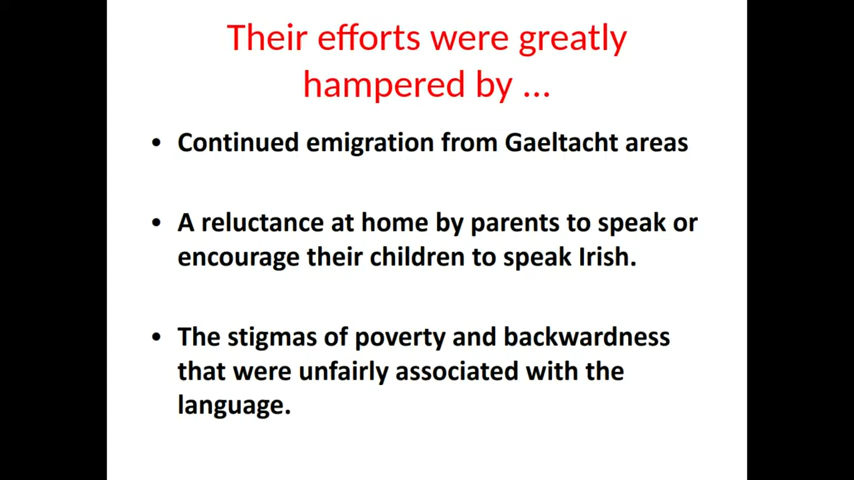 Their efforts were greatly
hampered by ...
• Continued emigration from Gaeltacht areas
• A reluctance at home by parents to speak or
encourage their children to speak Irish.
• The stigmas of poverty and backwardness
that were unfairly associated with the
language.